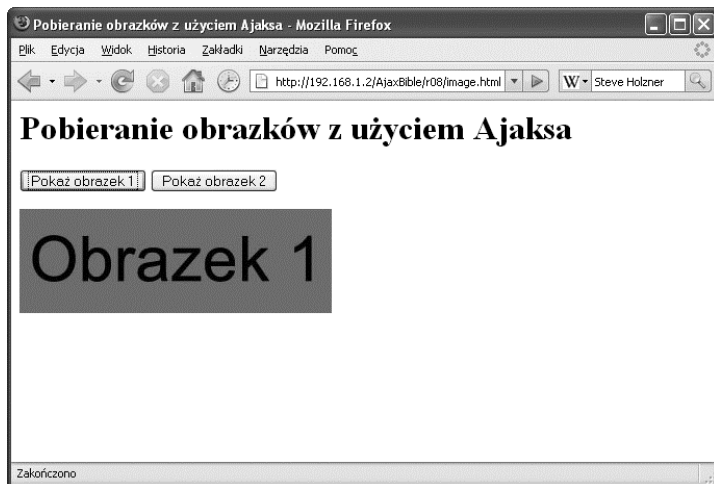 Pobieranie obrazków z użyciem Ajaksa - Mozilla Firefox
Plik Edycja Widok Historia Zakładki Narzędzia Pomoc
http://192.168.1.2/AjaxBible/r08/image.html W Steve Holzner
Pobieranie obrazków z użyciem Ajaksa
Pokaż obrazek 1 Pokaż obrazek 2
Obrazek 1
Zakończono